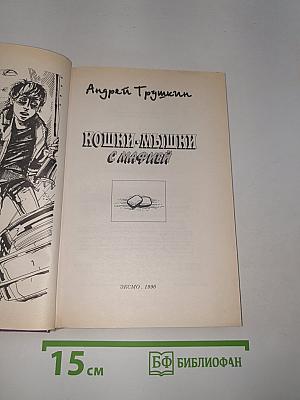 Андрей Трушкин
КОШКИ-МЫШКИ
С МАФИЕЙ
ЭКСМО, 1996
15 см
БФ БИБЛИОФАН